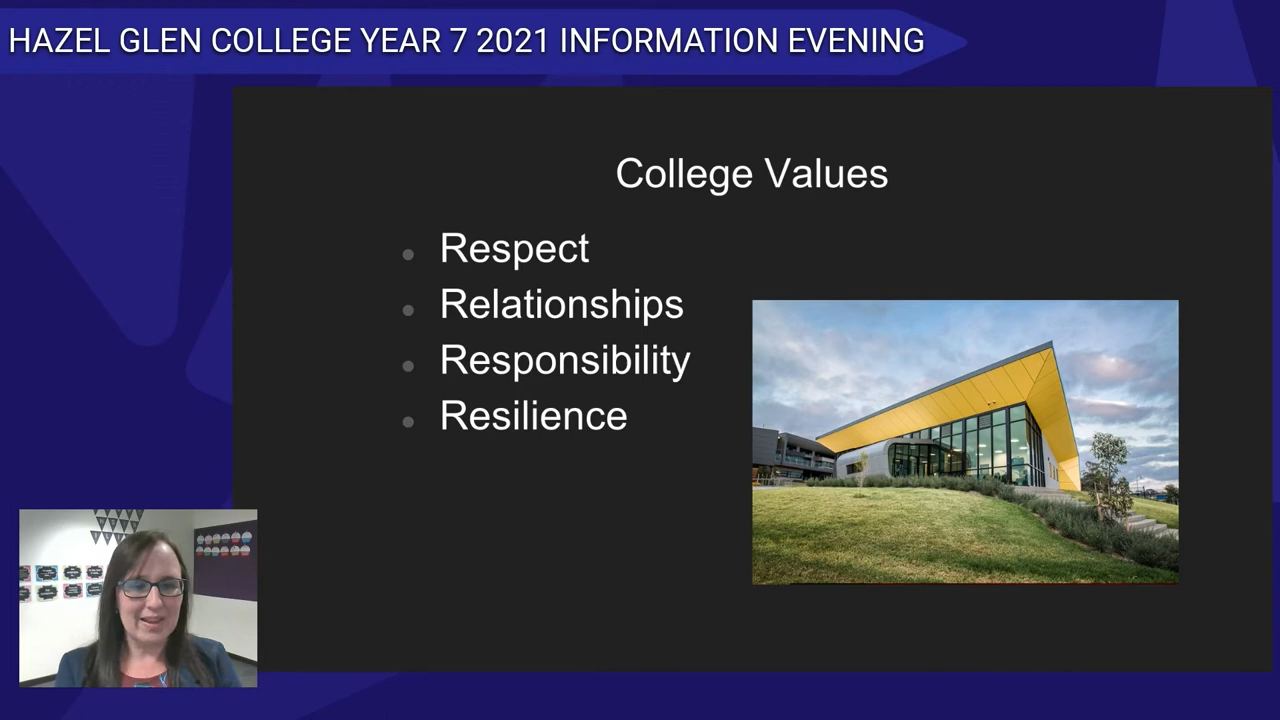 HAZEL GLEN COLLEGE YEAR 7 2021 INFORMATION EVENING
College Values
Respect
Relationships
Responsibility
Resilience